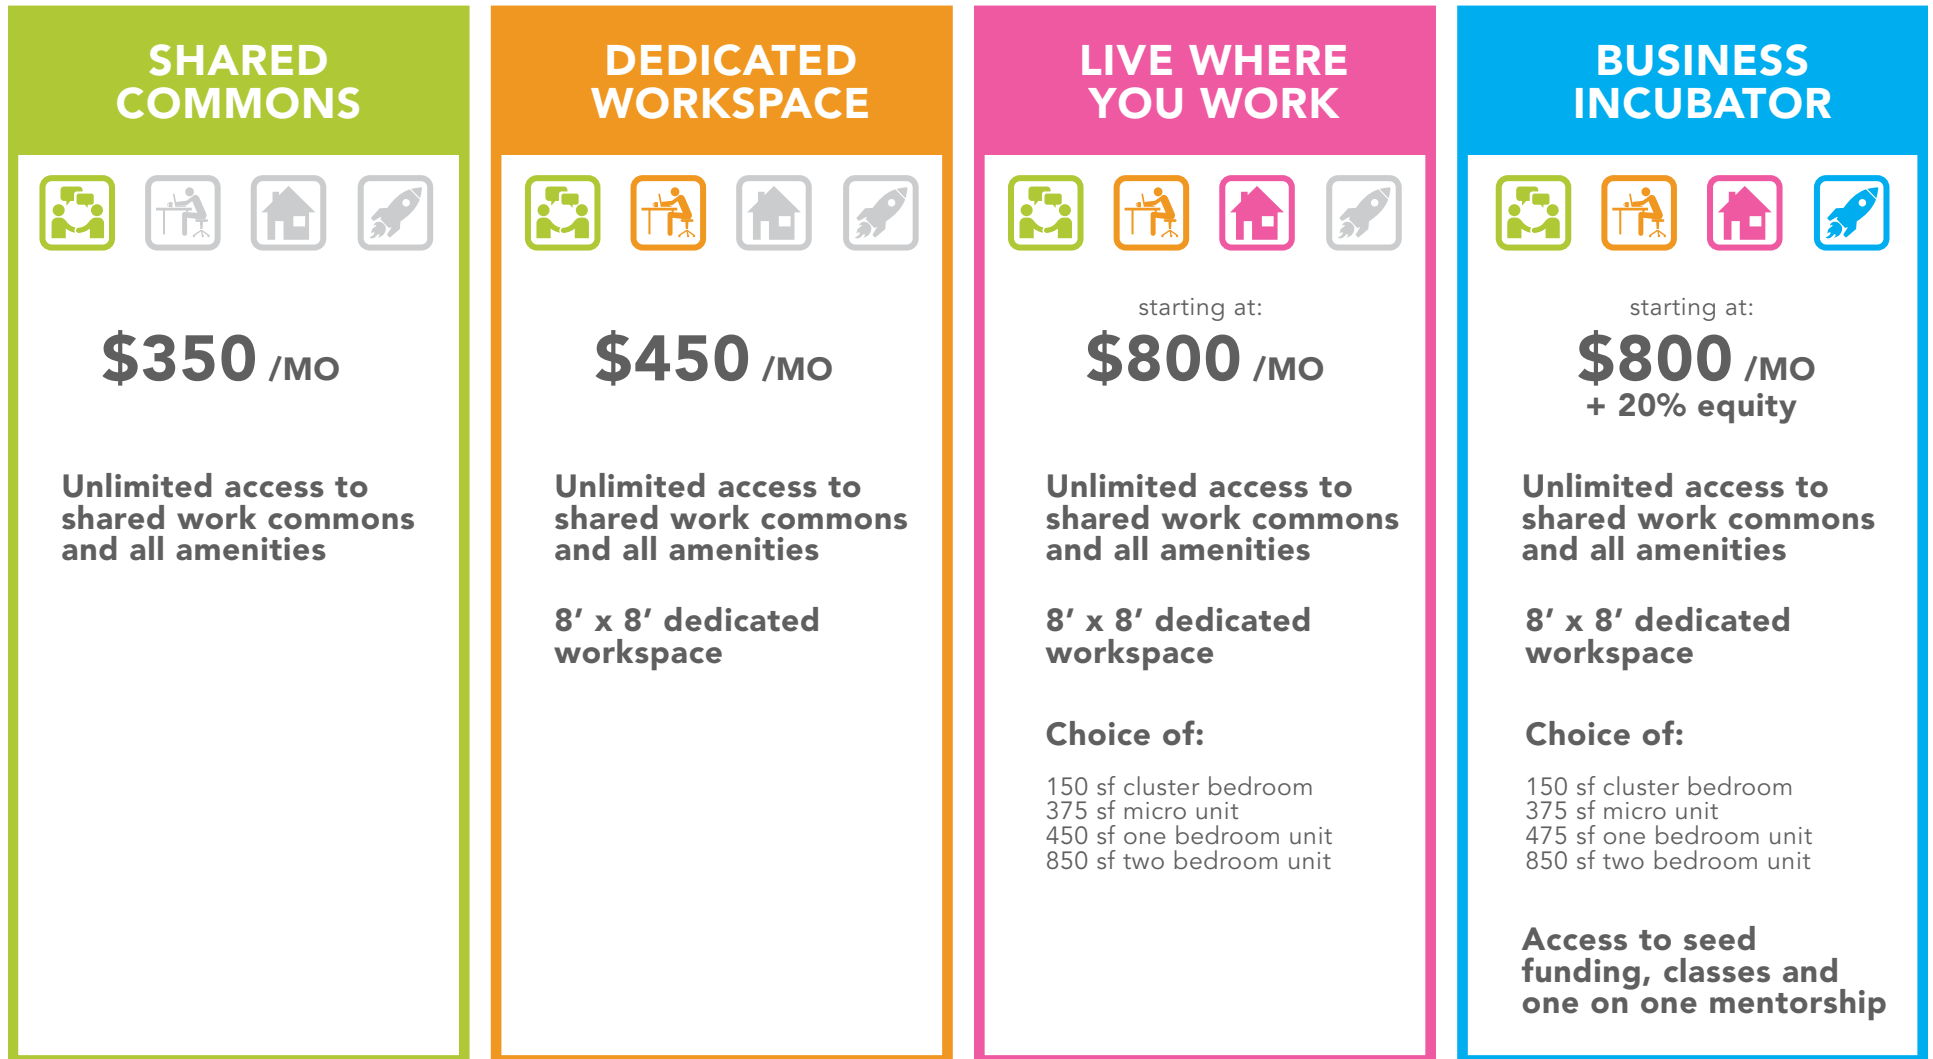 SHARED
COMMONS
$350 /MO
Unlimited access to
shared work commons
and all amenities
DEDICATED
WORKSPACE
$450 /MO
Unlimited access to
shared work commons
and all amenities
8’ x 8’ dedicated
workspace
LIVE WHERE
YOU WORK
starting at:
$800 /MO
Unlimited access to
shared work commons
and all amenities
8’ x 8’ dedicated
workspace
Choice of:
150 sf cluster bedroom
375 sf micro unit
450 sf one bedroom unit
850 sf two bedroom unit
BUSINESS
INCUBATOR
starting at:
$800 /MO
+ 20% equity
Unlimited access to
shared work commons
and all amenities
8’ x 8’ dedicated
workspace
Choice of:
150 sf cluster bedroom
375 sf micro unit
475 sf one bedroom unit
850 sf two bedroom unit
Access to seed
funding, classes and
one on one mentorship